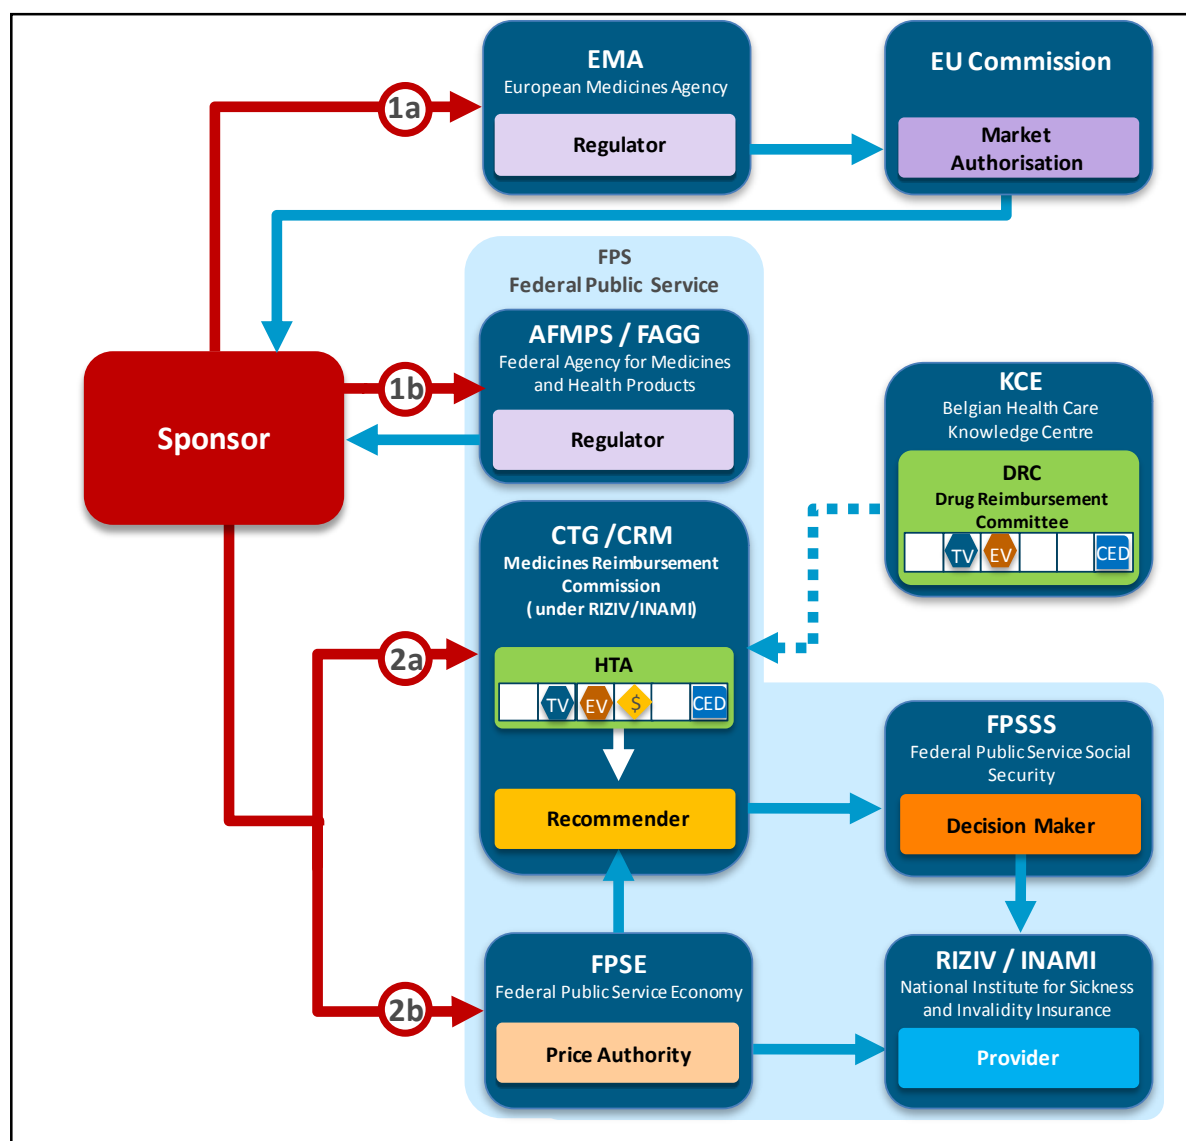 EMA
European Medicines Agency
Regulator
EU Commission
Market
Authorisation
1a
FPS
Federal Public Service
AFMPS / FAGG
Federal Agency for Medicines
and Health Products
Regulator
1b
Sponsor
KCE
Belgian Health Care
Knowledge Centre
DRC
Drug Reimbursement
Committee
TV EV CED
CTG /CRM
Medicines Reimbursement
Commission
( under RIZIV/INAMI)
2a
HTA
TV EV $ CED
Recommender
FPSSS
Federal Public Service Social
Security
Decision Maker
FPSE
Federal Public Service Economy
2b
Price Authority
RIZIV / INAMI
National Institute for Sickness
and Invalidity Insurance
Provider